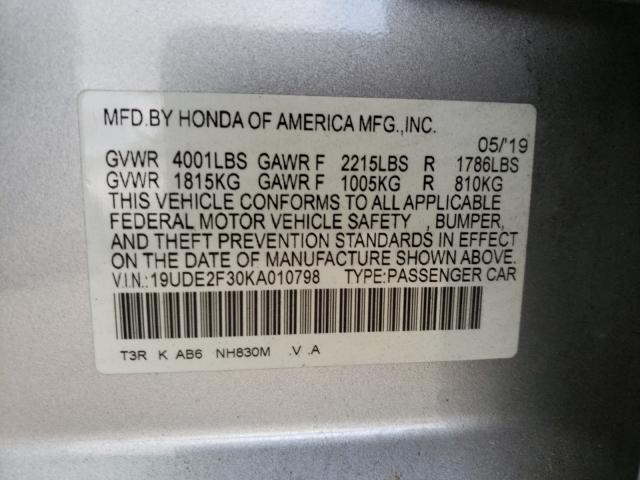 MFD.BY HONDA OF AMERICA MFG.,INC.
05/'19
GVWR 4001LBS GAWR F 2215LBS R 1786LBS
GVWR 1815KG GAWR F 1005KG R 810KG
THIS VEHICLE CONFORMS TO ALL APPLICABLE
FEDERAL MOTOR VEHICLE SAFETY , BUMPER,
AND THEFT PREVENTION STANDARDS IN EFFECT
ON THE DATE OF MANUFACTURE SHOWN ABOVE.
V.I.N.:19UDE2F30KA010798 TYPE:PASSENGER CAR
T3R K AB6 NH830M .V .A